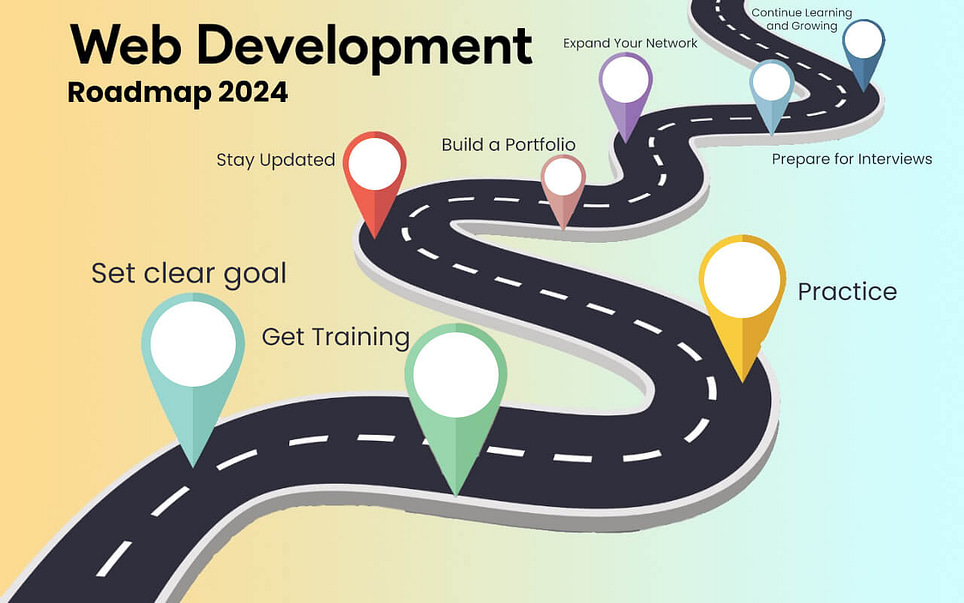 Web Development
Roadmap 2024
Continue Learning
and Growing
Expand Your Network
Prepare for Interviews
Build a Portfolio
Stay Updated
Practice
Set clear goal
Get Training